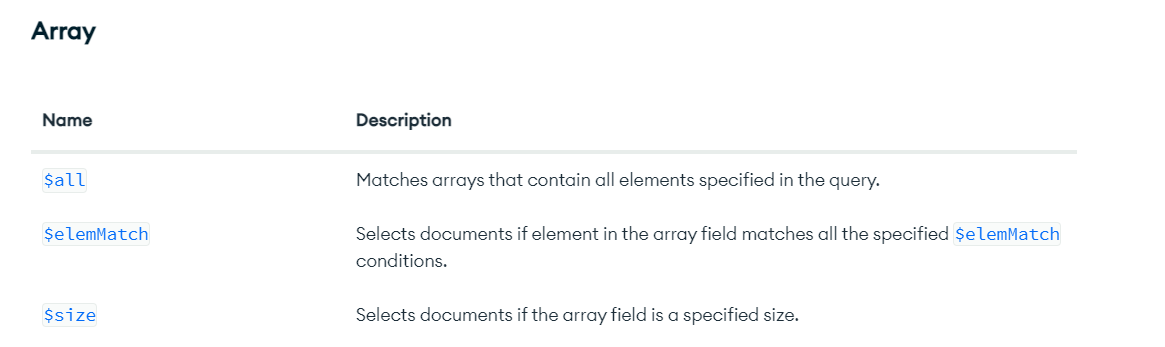 Array
Name Description
$all Matches arrays that contain all elements specified in the query.
$elemMatch Selects documents if element in the array field matches all the specified $elemMatch
conditions.
$size Selects documents if the array field is a specified size.